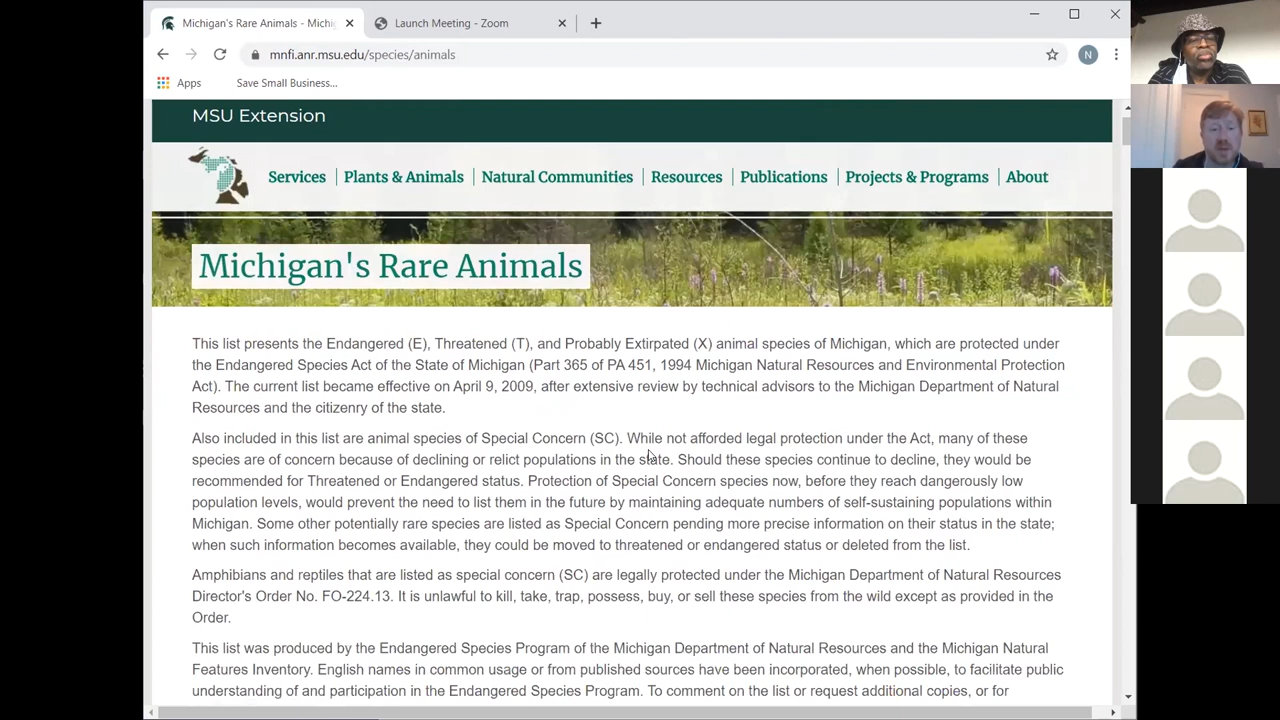 Michigan's Rare Animals - Michig
Launch Meeting - Zoom
mnfi.anr.msu.edu/species/animals
N
Apps
Save Small Business...
MSU Extension
Services
Plants & Animals
Natural Communities
Resources
Publications
Projects & Programs
About
Michigan's Rare Animals
This list presents the Endangered (E), Threatened (T), and Probably Extirpated (X) animal species of Michigan, which are protected under
the Endangered Species Act of the State of Michigan (Part 365 of PA 451, 1994 Michigan Natural Resources and Environmental Protection
Act). The current list became effective on April 9, 2009, after extensive review by technical advisors to the Michigan Department of Natural
Resources and the citizenry of the state.
Also included in this list are animal species of Special Concern (SC). While not afforded legal protection under the Act, many of these
species are of concern because of declining or relict populations in the state. Should these species continue to decline, they would be
recommended for Threatened or Endangered status. Protection of Special Concern species now, before they reach dangerously low
population levels, would prevent the need to list them in the future by maintaining adequate numbers of self-sustaining populations within
Michigan. Some other potentially rare species are listed as Special Concern pending more precise information on their status in the state;
when such information becomes available, they could be moved to threatened or endangered status or deleted from the list.
Amphibians and reptiles that are listed as special concern (SC) are legally protected under the Michigan Department of Natural Resources
Director's Order No. FO-224.13. It is unlawful to kill, take, trap, possess, buy, or sell these species from the wild except as provided in the
Order.
This list was produced by the Endangered Species Program of the Michigan Department of Natural Resources and the Michigan Natural
Features Inventory. English names in common usage or from published sources have been incorporated, when possible, to facilitate public
understanding of and participation in the Endangered Species Program. To comment on the list or request additional copies, or for